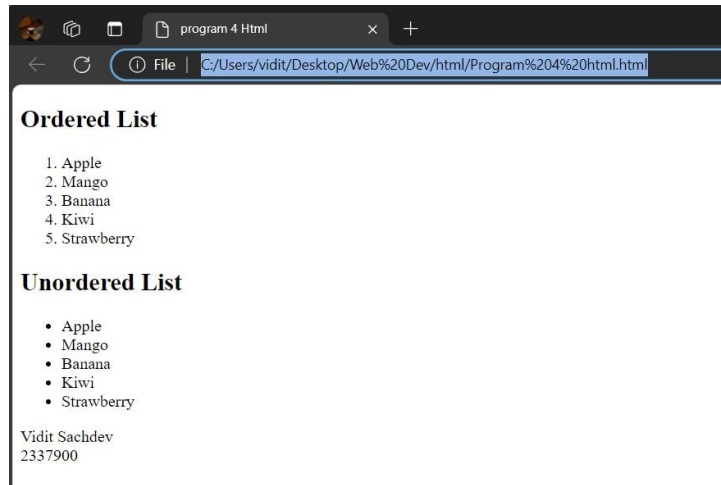 program 4 Html
File | C:/Users/vidit/Desktop/Web%20Dev/html/Program%204%20html.html
Ordered List
1. Apple
2. Mango
3. Banana
4. Kiwi
5. Strawberry
Unordered List
• Apple
• Mango
• Banana
• Kiwi
• Strawberry
Vidit Sachdev
2337900